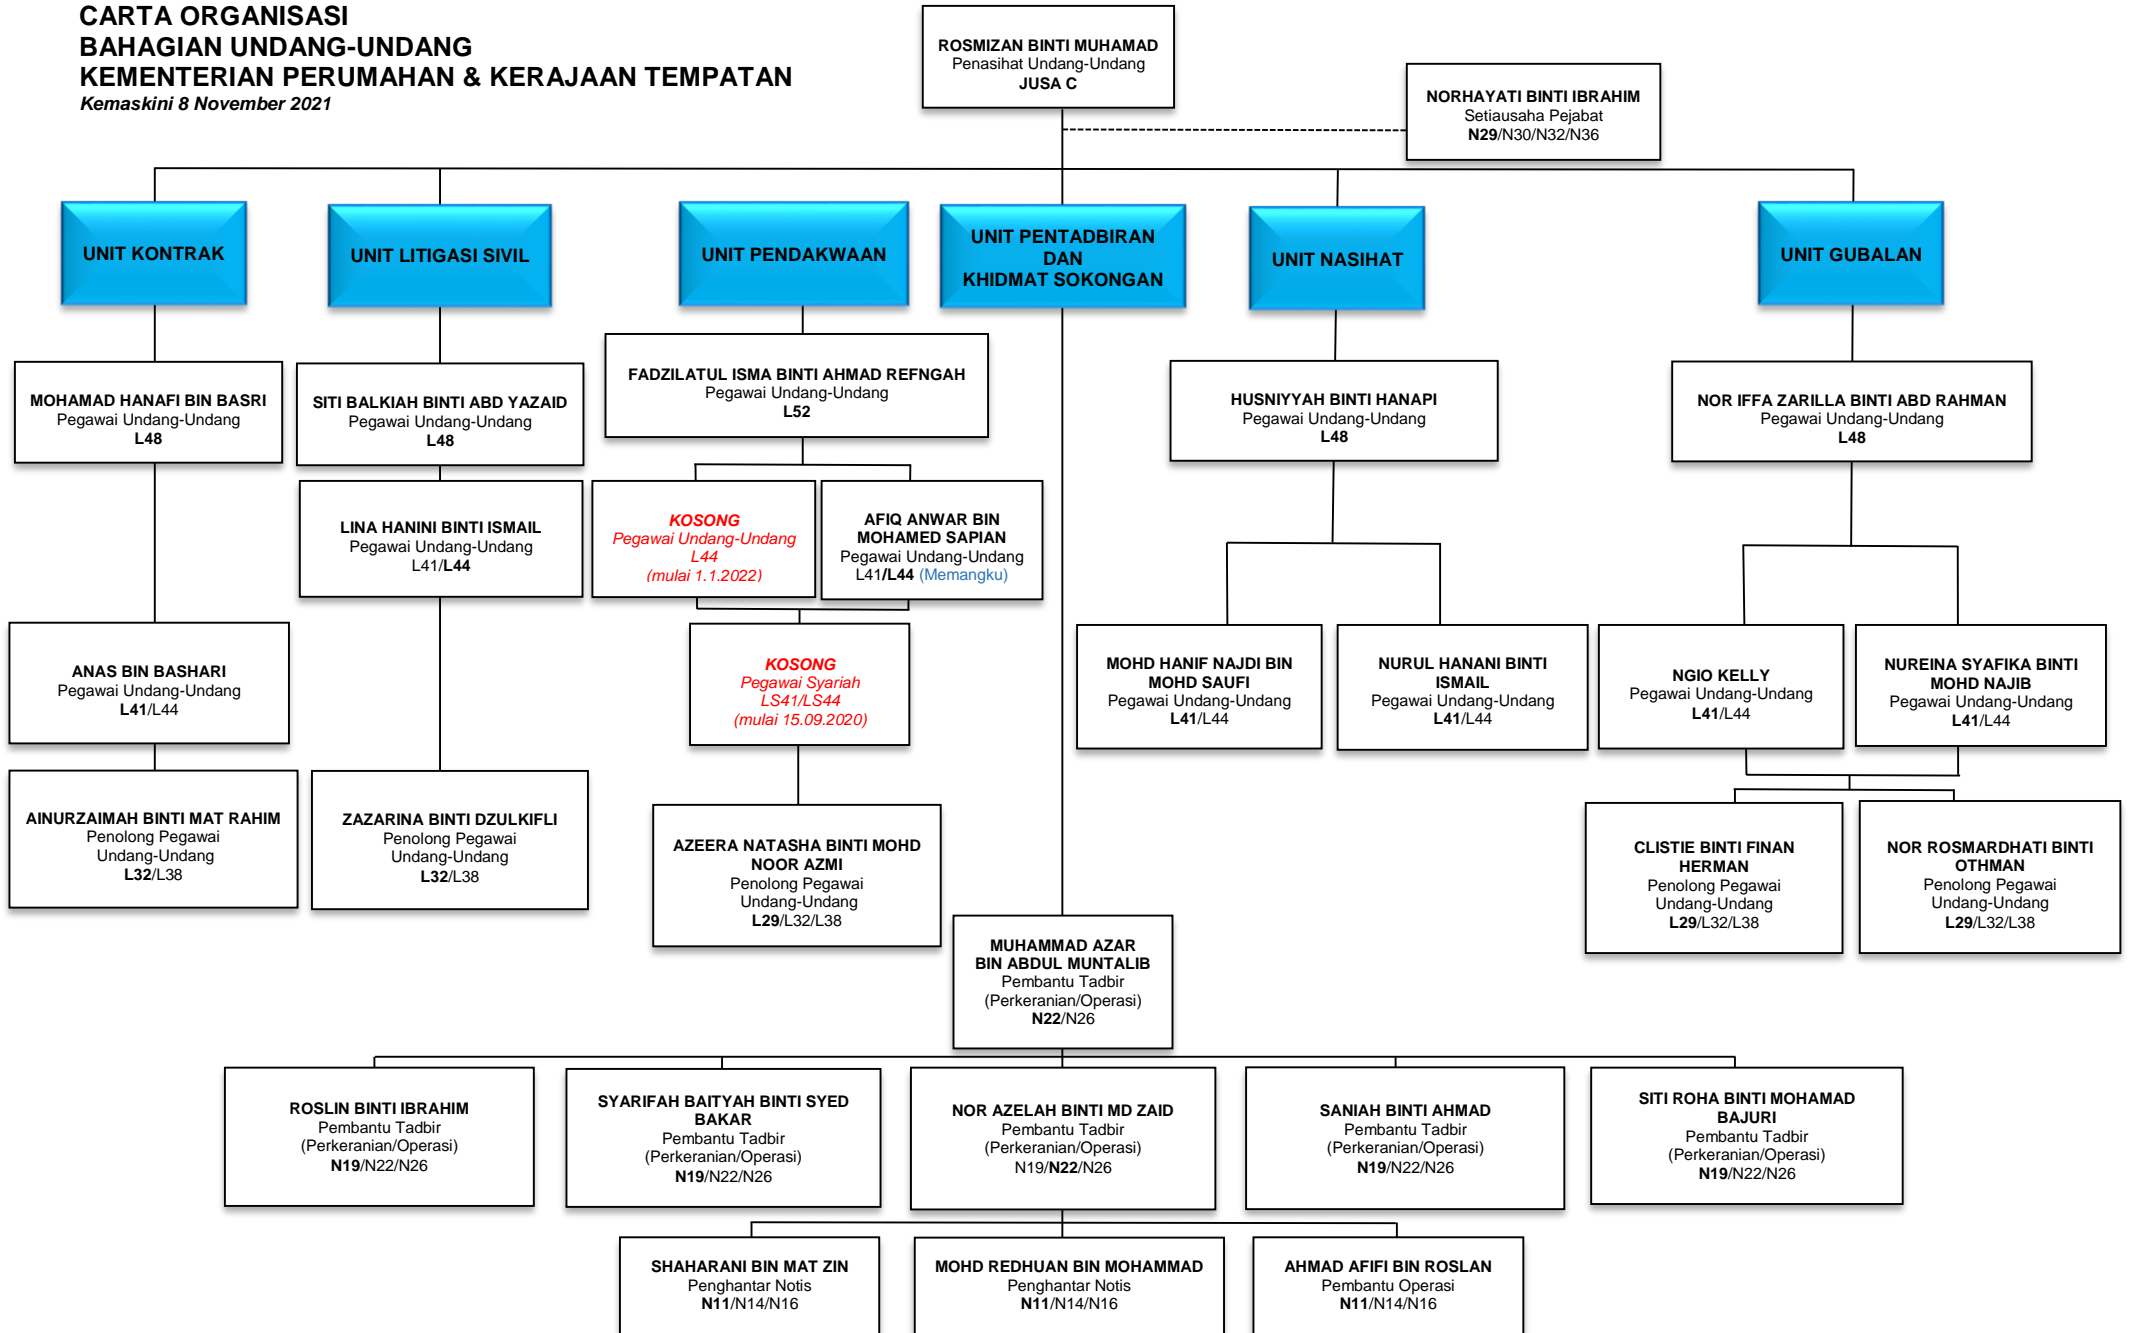 CARTA ORGANISASI
BAHAGIAN UNDANG-UNDANG
KEMENTERIAN PERUMAHAN & KERAJAAN TEMPATAN
Kemaskini 8 November 2021
ROSMIZAN BINTI MUHAMAD
Penasihat Undang-Undang
JUSA C
NORHAYATI BINTI IBRAHIM
Setiausaha Pejabat
N29/N30/N32/N36
UNIT KONTRAK
UNIT LITIGASI SIVIL
UNIT PENDAKWAAN
UNIT PENTADBIRAN
DAN
KHIDMAT SOKONGAN
UNIT NASIHAT
UNIT GUBALAN
MOHAMAD HANAFI BIN BASRI
Pegawai Undang-Undang
L48
SITI BALKIAH BINTI ABD YAZAID
Pegawai Undang-Undang
L48
FADZILATUL ISMA BINTI AHMAD REFNGAH
Pegawai Undang-Undang
L52
HUSNIYYAH BINTI HANAPI
Pegawai Undang-Undang
L48
NOR IFFA ZARILLA BINTI ABD RAHMAN
Pegawai Undang-Undang
L48
LINA HANINI BINTI ISMAIL
Pegawai Undang-Undang
L41/L44
KOSONG
Pegawai Undang-Undang
L44
(mulai 1.1.2022)
AFIQ ANWAR BIN
MOHAMED SAPIAN
Pegawai Undang-Undang
L41/L44 (Memangku)
ANAS BIN BASHARI
Pegawai Undang-Undang
L41/L44
KOSONG
Pegawai Syariah
LS41/LS44
(mulai 15.09.2020)
MOHD HANIF NAJDI BIN
MOHD SAUFI
Pegawai Undang-Undang
L41/L44
NURUL HANANI BINTI
ISMAIL
Pegawai Undang-Undang
L41/L44
NGIO KELLY
Pegawai Undang-Undang
L41/L44
NUREINA SYAFIKA BINTI
MOHD NAJIB
Pegawai Undang-Undang
L41/L44
AINURZAIMAH BINTI MAT RAHIM
Penolong Pegawai
Undang-Undang
L32/L38
ZAZARINA BINTI DZULKIFLI
Penolong Pegawai
Undang-Undang
L32/L38
AZEERA NATASHA BINTI MOHD
NOOR AZMI
Penolong Pegawai
Undang-Undang
L29/L32/L38
CLISTIE BINTI FINAN
HERMAN
Penolong Pegawai
Undang-Undang
L29/L32/L38
NOR ROSMARDHATI BINTI
OTHMAN
Penolong Pegawai
Undang-Undang
L29/L32/L38
MUHAMMAD AZAR
BIN ABDUL MUNTALIB
Pembantu Tadbir
(Perkeranian/Operasi)
N22/N26
ROSLIN BINTI IBRAHIM
Pembantu Tadbir
(Perkeranian/Operasi)
N19/N22/N26
SYARIFAH BAITYAH BINTI SYED
BAKAR
Pembantu Tadbir
(Perkeranian/Operasi)
N19/N22/N26
NOR AZELAH BINTI MD ZAID
Pembantu Tadbir
(Perkeranian/Operasi)
N19/N22/N26
SANIAH BINTI AHMAD
Pembantu Tadbir
(Perkeranian/Operasi)
N19/N22/N26
SITI ROHA BINTI MOHAMAD
BAJURI
Pembantu Tadbir
(Perkeranian/Operasi)
N19/N22/N26
SHAHARANI BIN MAT ZIN
Penghantar Notis
N11/N14/N16
MOHD REDHUAN BIN MOHAMMAD
Penghantar Notis
N11/N14/N16
AHMAD AFIFI BIN ROSLAN
Pembantu Operasi
N11/N14/N16